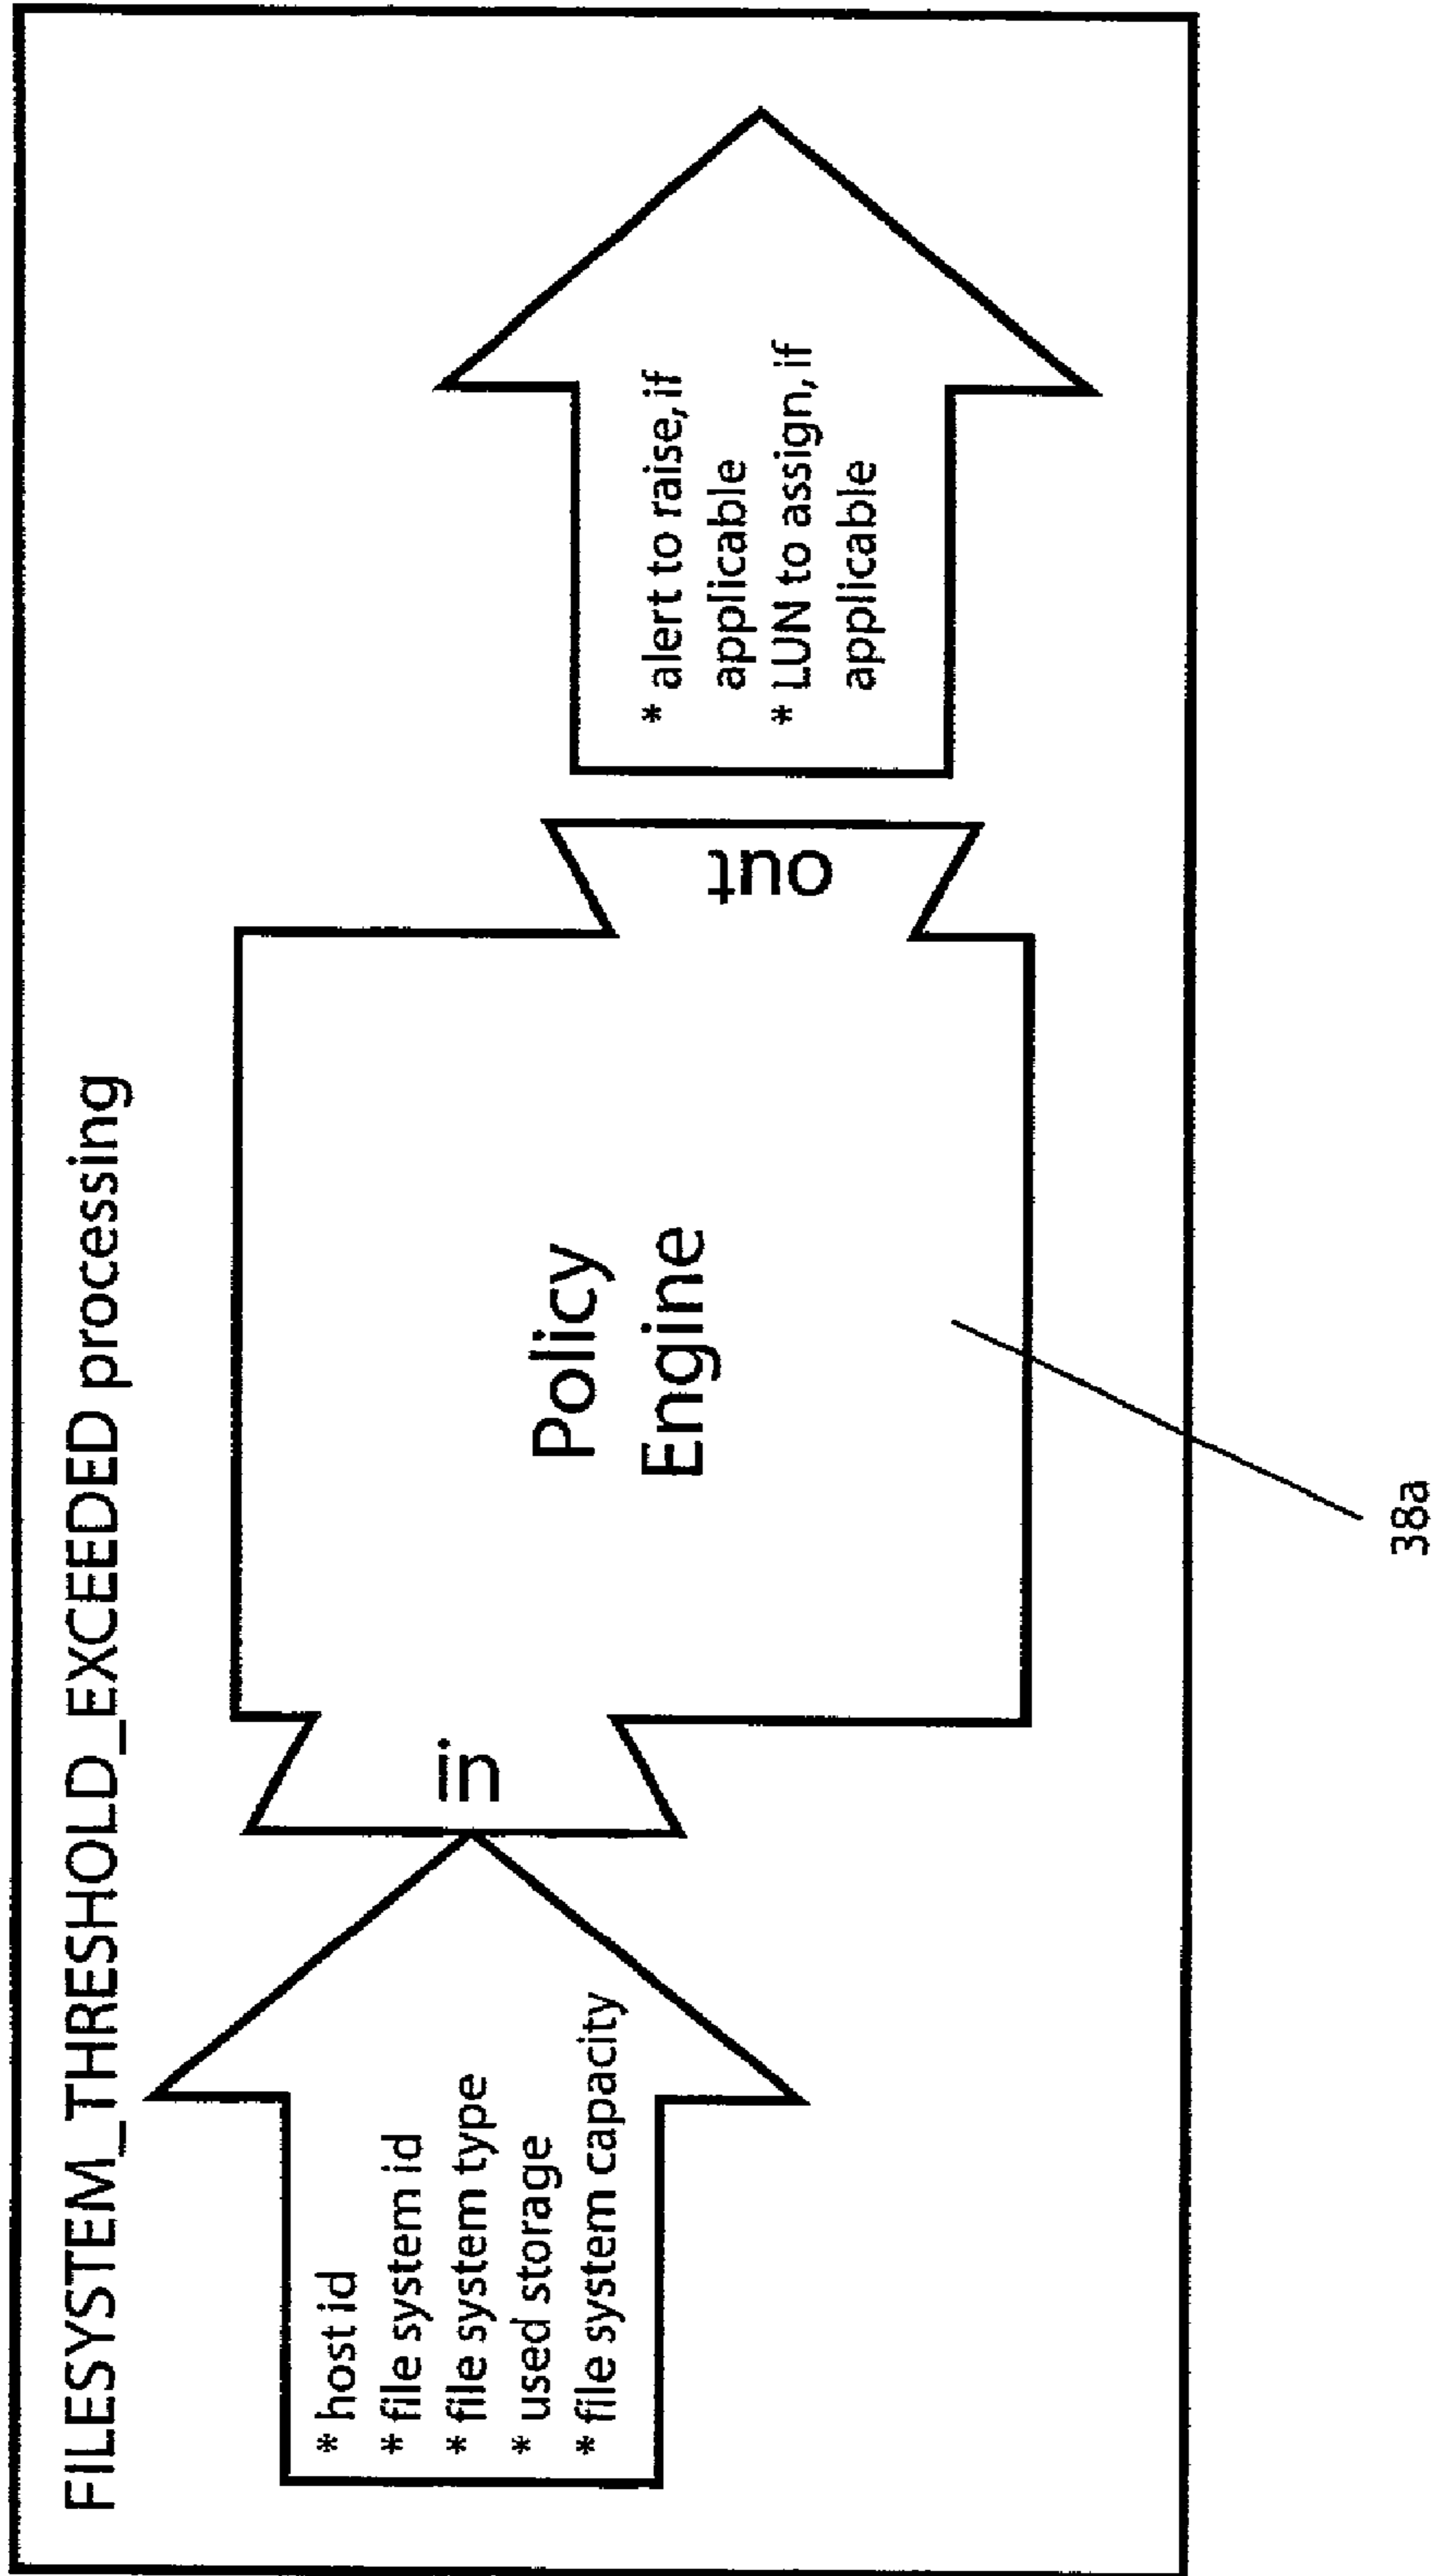 FILESYSTEM_THRESHOLD_EXCEEDED processing
* host id
* file system id
* file system type
* used storage
* file system capacity
in
Policy
Engine
out
* alert to raise, if
applicable
* LUN to assign, if
applicable
38a